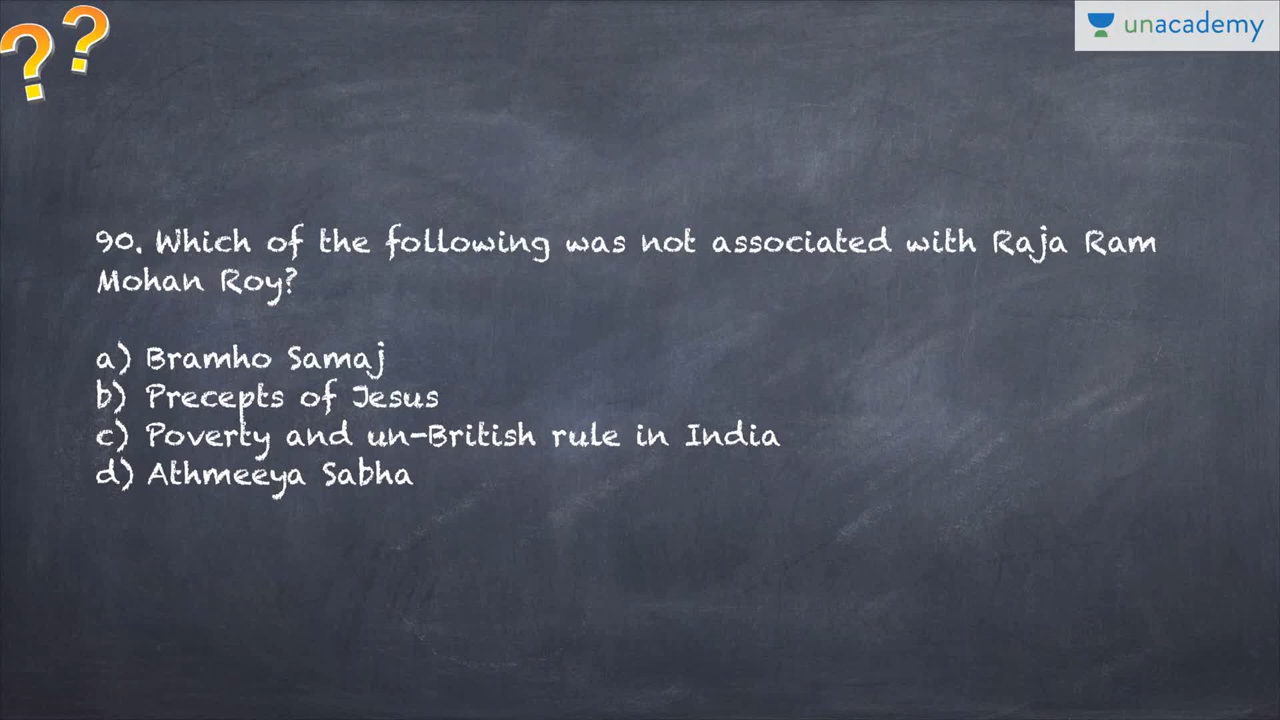 ? ?
unacademy
90. Which of the following was not associated with Raja Ram
Mohan Roy?
a) Bramho Samaj
b) Precepts of Jesus
c) Poverty and un-British rule in India
d) Athmeeya Sabha